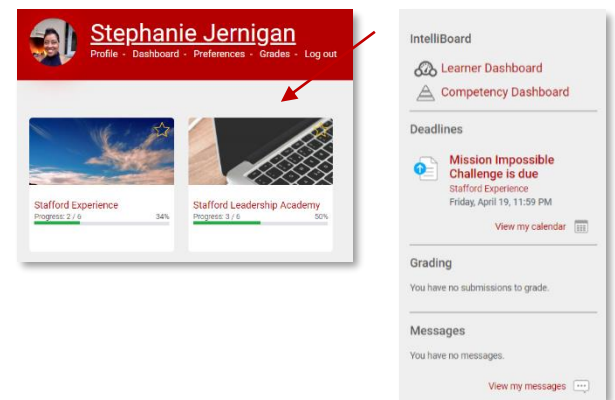 Stephanie Jernigan
Profile - Dashboard - Preferences - Grades - Log out
Stafford Experience
Progress: 2 / 6 34%
Stafford Leadership Academy
Progress: 3 / 6 50%
IntelliBoard
Learner Dashboard
Competency Dashboard
Deadlines
Mission Impossible
Challenge is due
Stafford Experience
Friday, April 19, 11:59 PM
View my calendar
Grading
You have no submissions to grade.
Messages
You have no messages.
View my messages